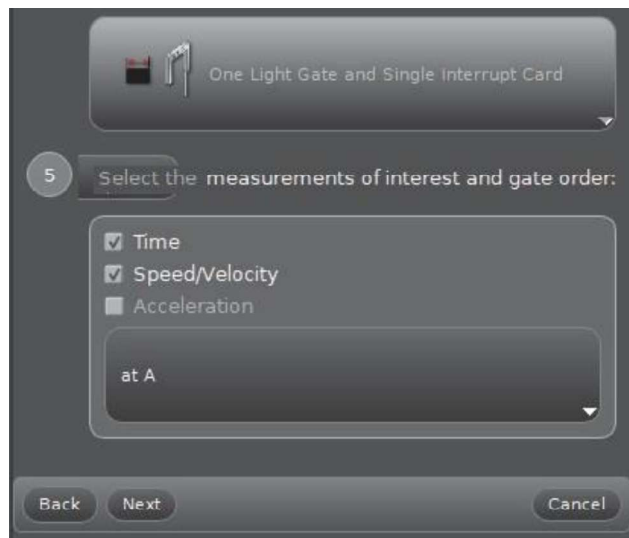 One Light Gate and Single Interrupt Card
5 Select the measurements of interest and gate order:
Time
Speed/Velocity
Acceleration
at A
Back Next Cancel